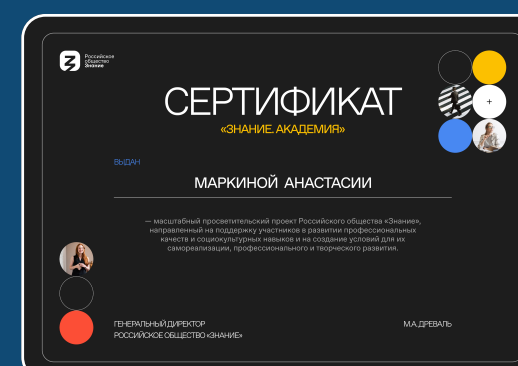 Российское
общество
Знание
СЕРТИФИКАТ
«ЗНАНИЕ. АКАДЕМИЯ»
ВЫДАН
МАРКИНОЙ АНАСТАСИИ
— масштабный просветительский проект Российского общества «Знание»,
направленный на поддержку участников в развитии профессиональных
качеств и социокультурных навыков и на создание условий для их
самореализации, профессионального и творческого развития.
ГЕНЕРАЛЬНЫЙ ДИРЕКТОР
РОССИЙСКОЕ ОБЩЕСТВО «ЗНАНИЕ»
М.А. ДРЕВАЛЬ